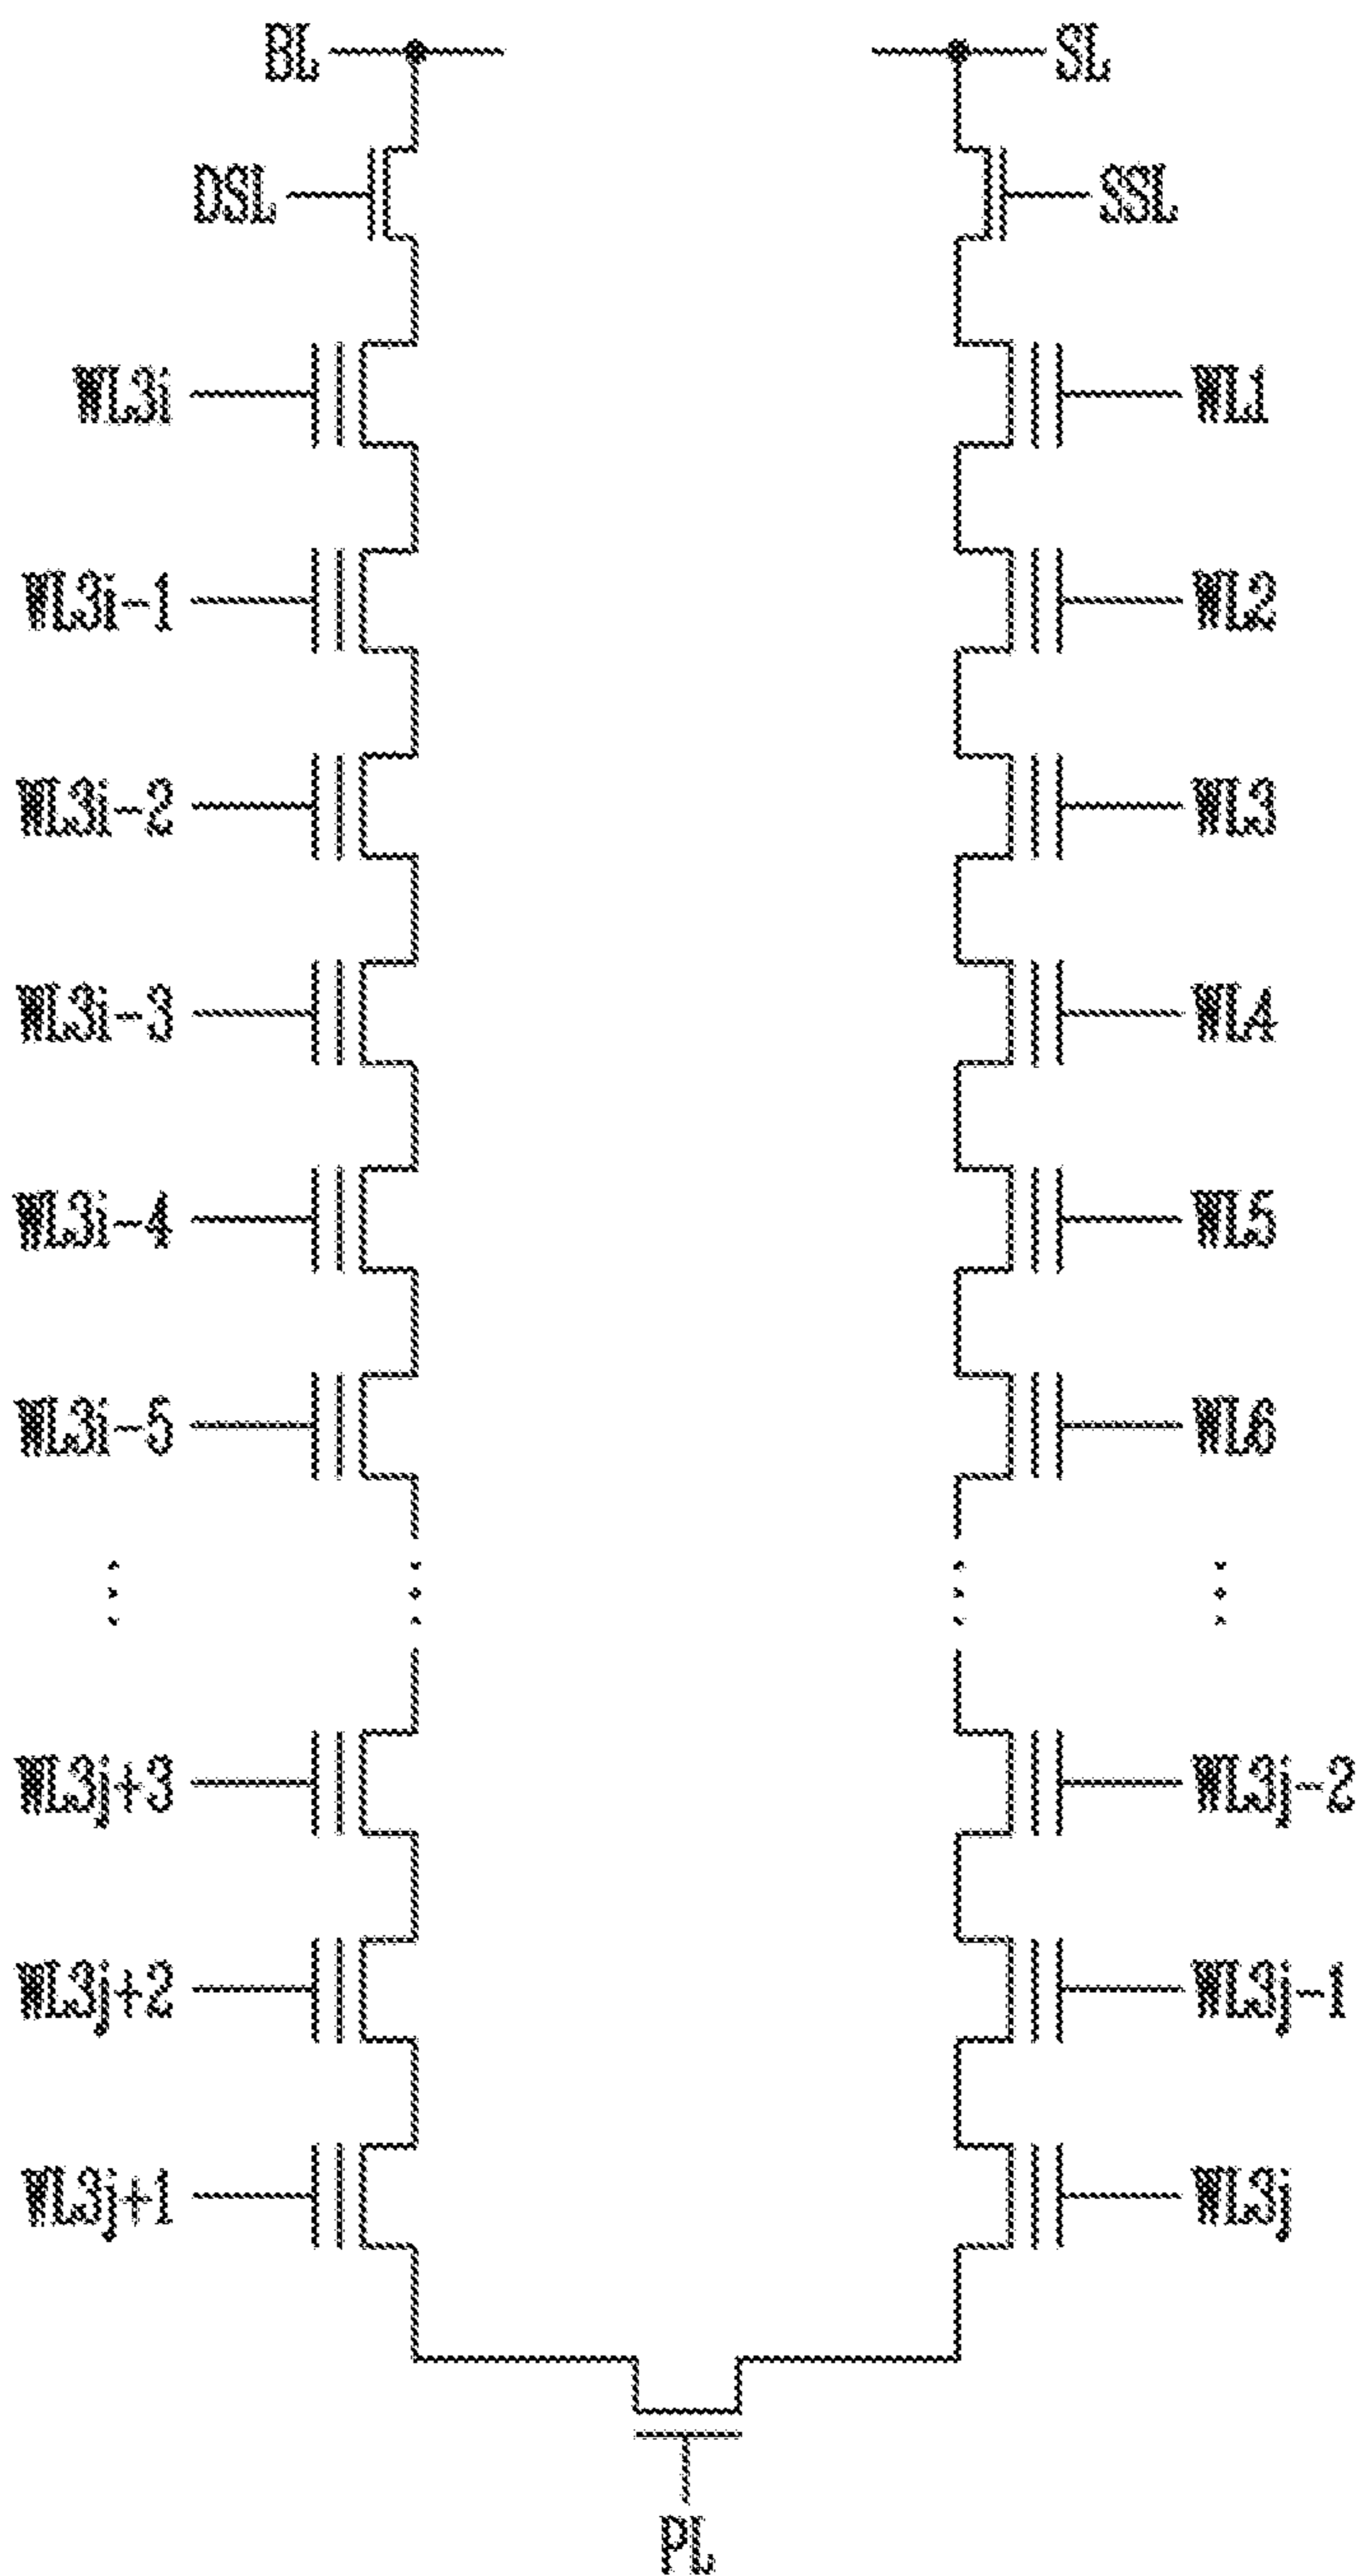 BL SL
DSL SSL
WL3i WL1
WL3i-1 WL2
WL3i-2 WL3
WL3i-3 WL4
WL3i-4 WL5
WL3i-5 WL6
WL3j+3 WL3j-2
WL3j+2 WL3j-1
WL3j+1 WL3j
PL